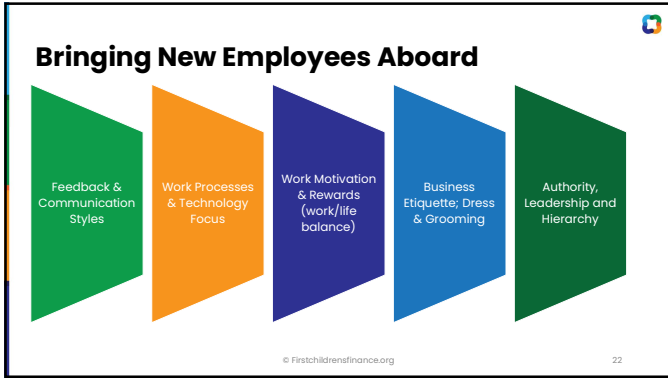 Bringing New Employees Aboard
Feedback &
Communication
Styles
Work Processes
& Technology
Focus
Work Motivation
& Rewards
(work/life
balance)
Business
Etiquette; Dress
& Grooming
Authority,
Leadership and
Hierarchy
© Firstchildrensfinance.org
22